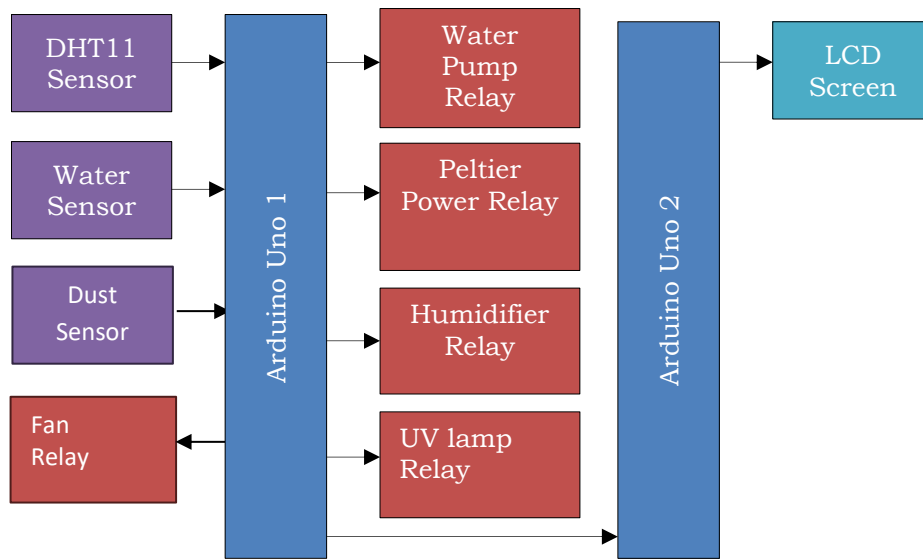 DHT11
Sensor
Water
Sensor
Dust
Sensor
Fan
Relay
Arduino Uno 1
Water
Pump
Relay
Peltier
Power Relay
Humidifier
Relay
UV lamp
Relay
Arduino Uno 2
LCD
Screen